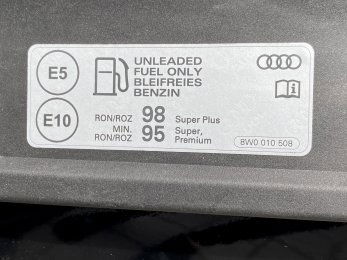 E5
E10
UNLEADED
FUEL ONLY
BLEIFREIES
BENZIN
RON/ROZ 98 Super Plus
MIN.
RON/ROZ 95 Super,
Premium
8W0 010 508